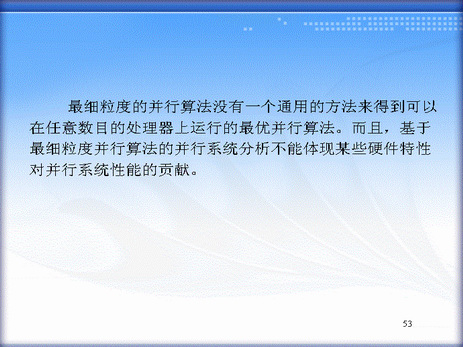 最细粒度的并行算法没有一个通用的方法来得到可以
在任意数目的处理器上运行的最优并行算法。而且，基于
最细粒度并行算法的并行系统分析不能体现某些硬件特性
对并行系统性能的贡献。
53